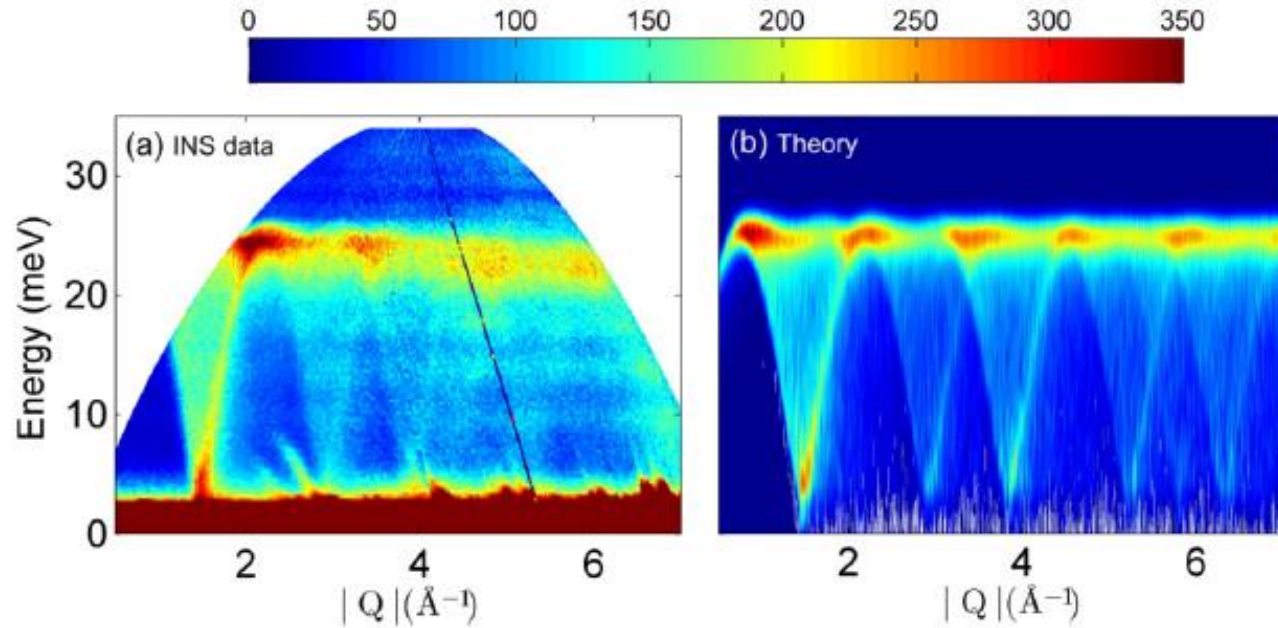 0 50 100 150 200 250 300 350
(a) INS data
(b) Theory
Energy (meV)
30
20
10
0
2 4 6
2 4 6
| Q |(Å⁻¹)
| Q |(Å⁻¹)